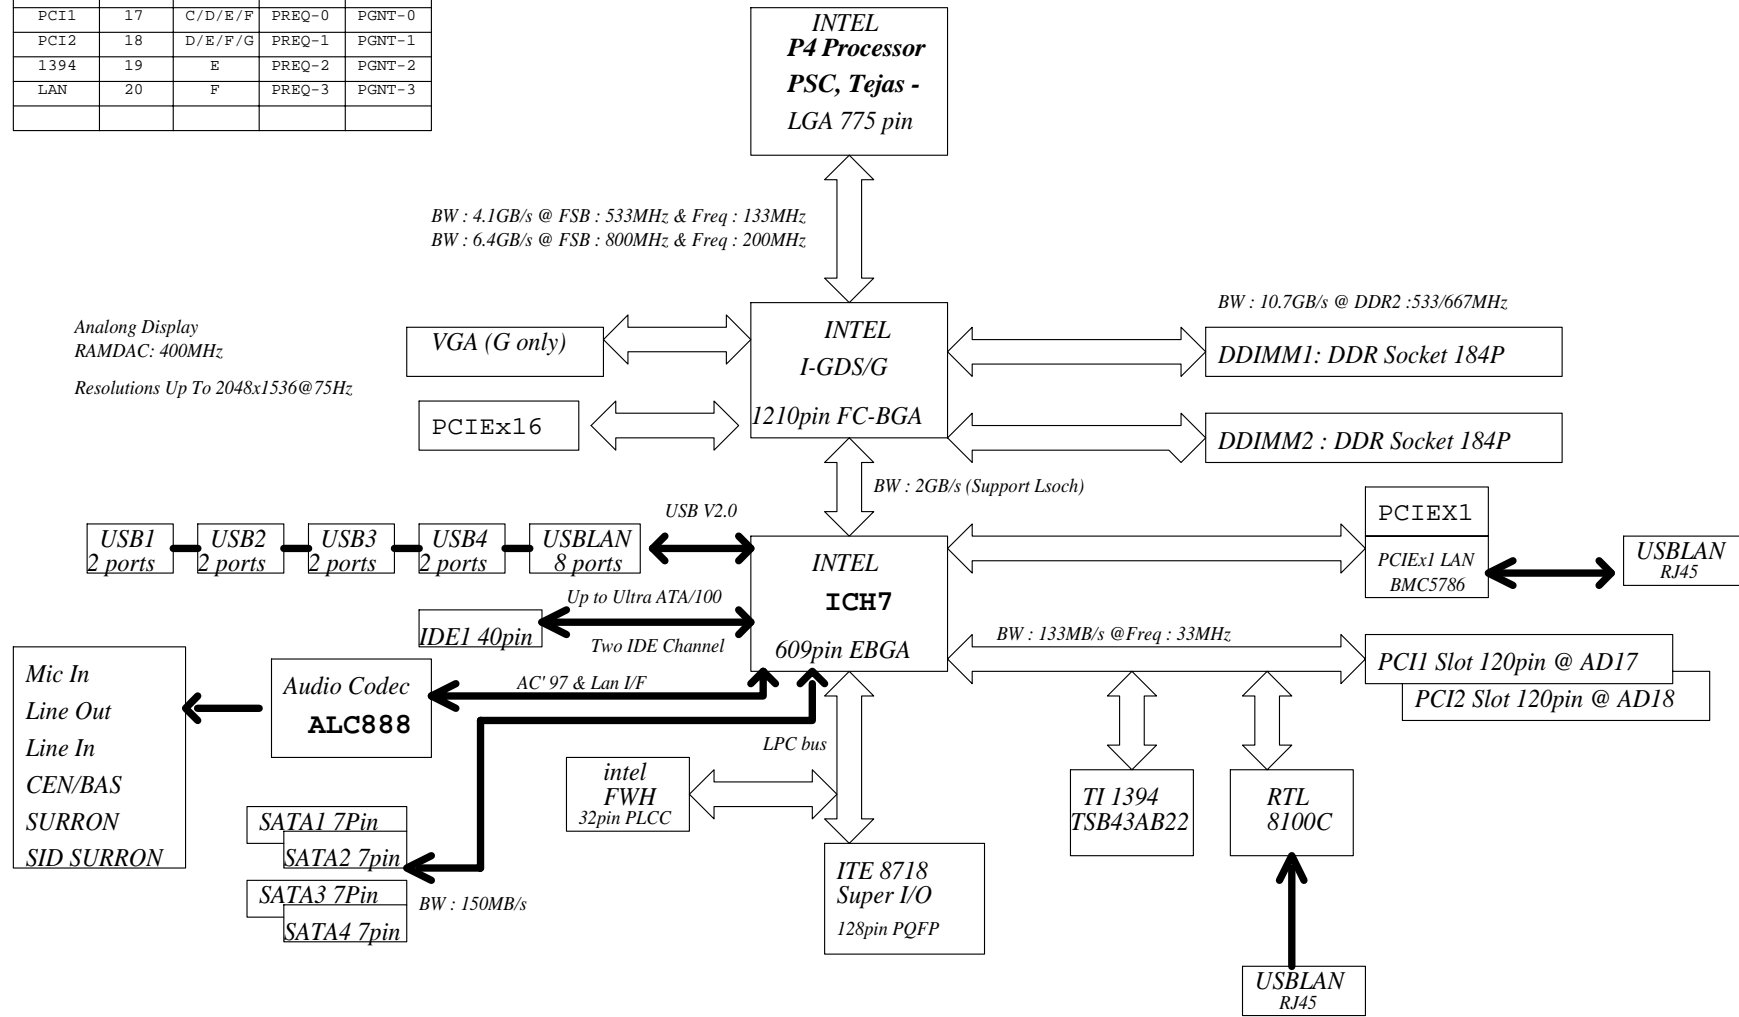 PCI1 17 C/D/E/F PREQ-0 PGNT-0
PCI2 18 D/E/F/G PREQ-1 PGNT-1
1394 19 E PREQ-2 PGNT-2
LAN 20 F PREQ-3 PGNT-3
INTEL
P4 Processor
PSC, Tejas -
LGA 775 pin
BW : 4.1GB/s @ FSB : 533MHz & Freq : 133MHz
BW : 6.4GB/s @ FSB : 800MHz & Freq : 200MHz
Analong Display
RAMDAC: 400MHz
Resolutions Up To 2048x1536@75Hz
VGA (G only)
PCIEx16
INTEL
I-GDS/G
1210pin FC-BGA
BW : 10.7GB/s @ DDR2 :533/667MHz
DDIMM1: DDR Socket 184P
DDIMM2 : DDR Socket 184P
BW : 2GB/s (Support Lsoch)
USB V2.0
USB1
2 ports
USB2
2 ports
USB3
2 ports
USB4
2 ports
USBLAN
8 ports
INTEL
ICH7
609pin EBGA
PCIEX1
PCIEx1 LAN
BMC5786
USBLAN
RJ45
Up to Ultra ATA/100
IDE1 40pin
Two IDE Channel
BW : 133MB/s @Freq : 33MHz
PCI1 Slot 120pin @ AD17
PCI2 Slot 120pin @ AD18
Mic In
Line Out
Line In
CEN/BAS
SURRON
SID SURRON
Audio Codec
ALC888
AC'97 & Lan I/F
LPC bus
intel
FWH
32pin PLCC
TI 1394
TSB43AB22
RTL
8100C
SATA1 7Pin
SATA2 7pin
SATA3 7Pin
SATA4 7pin
BW : 150MB/s
ITE 8718
Super I/O
128pin PQFP
USBLAN
RJ45